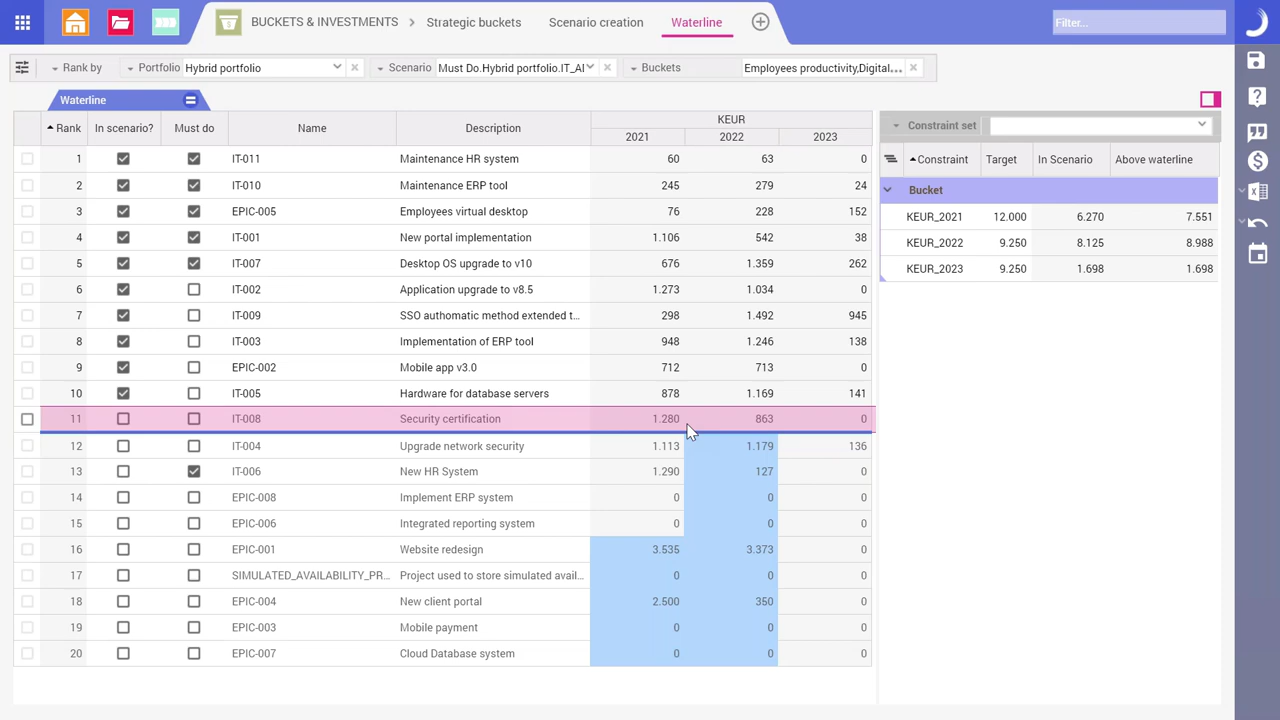 BUCKETS & INVESTMENTS Strategic buckets Scenario creation Waterline Filter...
Rank by Portfolio Hybrid portfolio Scenario Must Do.Hybrid portfolio.IT_AI Buckets Employees productivity,Digital,...
Waterline
Rank In scenario? Must do Name Description KEUR
2021 2022 2023
1 IT-011 Maintenance HR system 60 63 0
2 IT-010 Maintenance ERP tool 245 279 24
3 EPIC-005 Employees virtual desktop 76 228 152
4 IT-001 New portal implementation 1.106 542 38
5 IT-007 Desktop OS upgrade to v10 676 1.359 262
6 IT-002 Application upgrade to v8.5 1.273 1.034 0
7 IT-009 SSO authomatic method extended t... 298 1.492 945
8 IT-003 Implementation of ERP tool 948 1.246 138
9 EPIC-002 Mobile app v3.0 712 713 0
10 IT-005 Hardware for database servers 878 1.169 141
11 IT-008 Security certification 1.280 863 0
12 IT-004 Upgrade network security 1.113 1.179 136
13 IT-006 New HR System 1.290 127 0
14 EPIC-008 Implement ERP system 0 0 0
15 EPIC-006 Integrated reporting system 0 0 0
16 EPIC-001 Website redesign 3.535 3.373 0
17 SIMULATED_AVAILABILITY_PR... Project used to store simulated avail... 0 0 0
18 EPIC-004 New client portal 2.500 350 0
19 EPIC-003 Mobile payment 0 0 0
20 EPIC-007 Cloud Database system 0 0 0
Constraint set
Constraint Target In Scenario Above waterline
Bucket
KEUR_2021 12.000 6.270 7.551
KEUR_2022 9.250 8.125 8.988
KEUR_2023 9.250 1.698 1.698